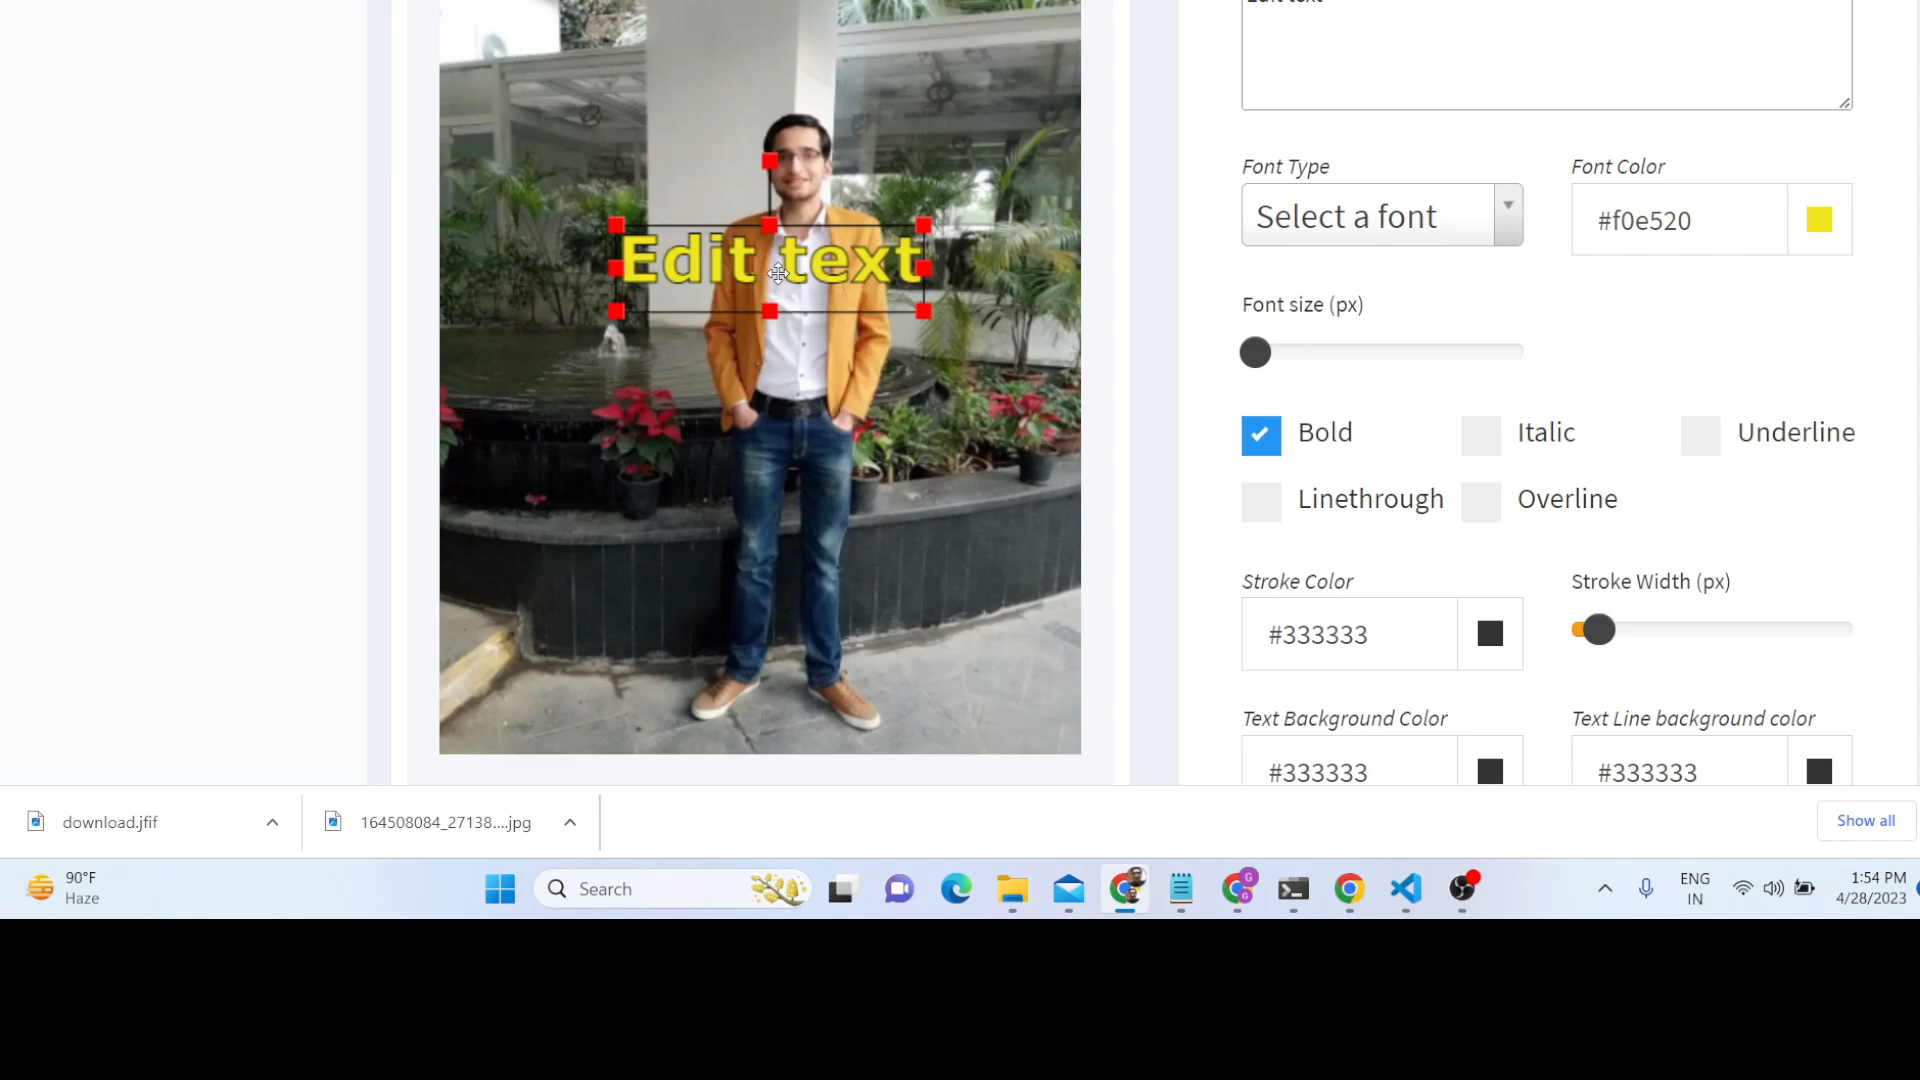 Edit text
Edit text
Font Type
Font Color
Select a font
#f0e520
Font size (px)
Bold
Italic
Underline
Linethrough
Overline
Stroke Color
Stroke Width (px)
#333333
Text Background Color
Text Line background color
#333333
#333333
download.jfif
164508084_27138....jpg
Show all
90°F
Haze
Search
G
G
ENG
IN
1:54 PM
4/28/2023